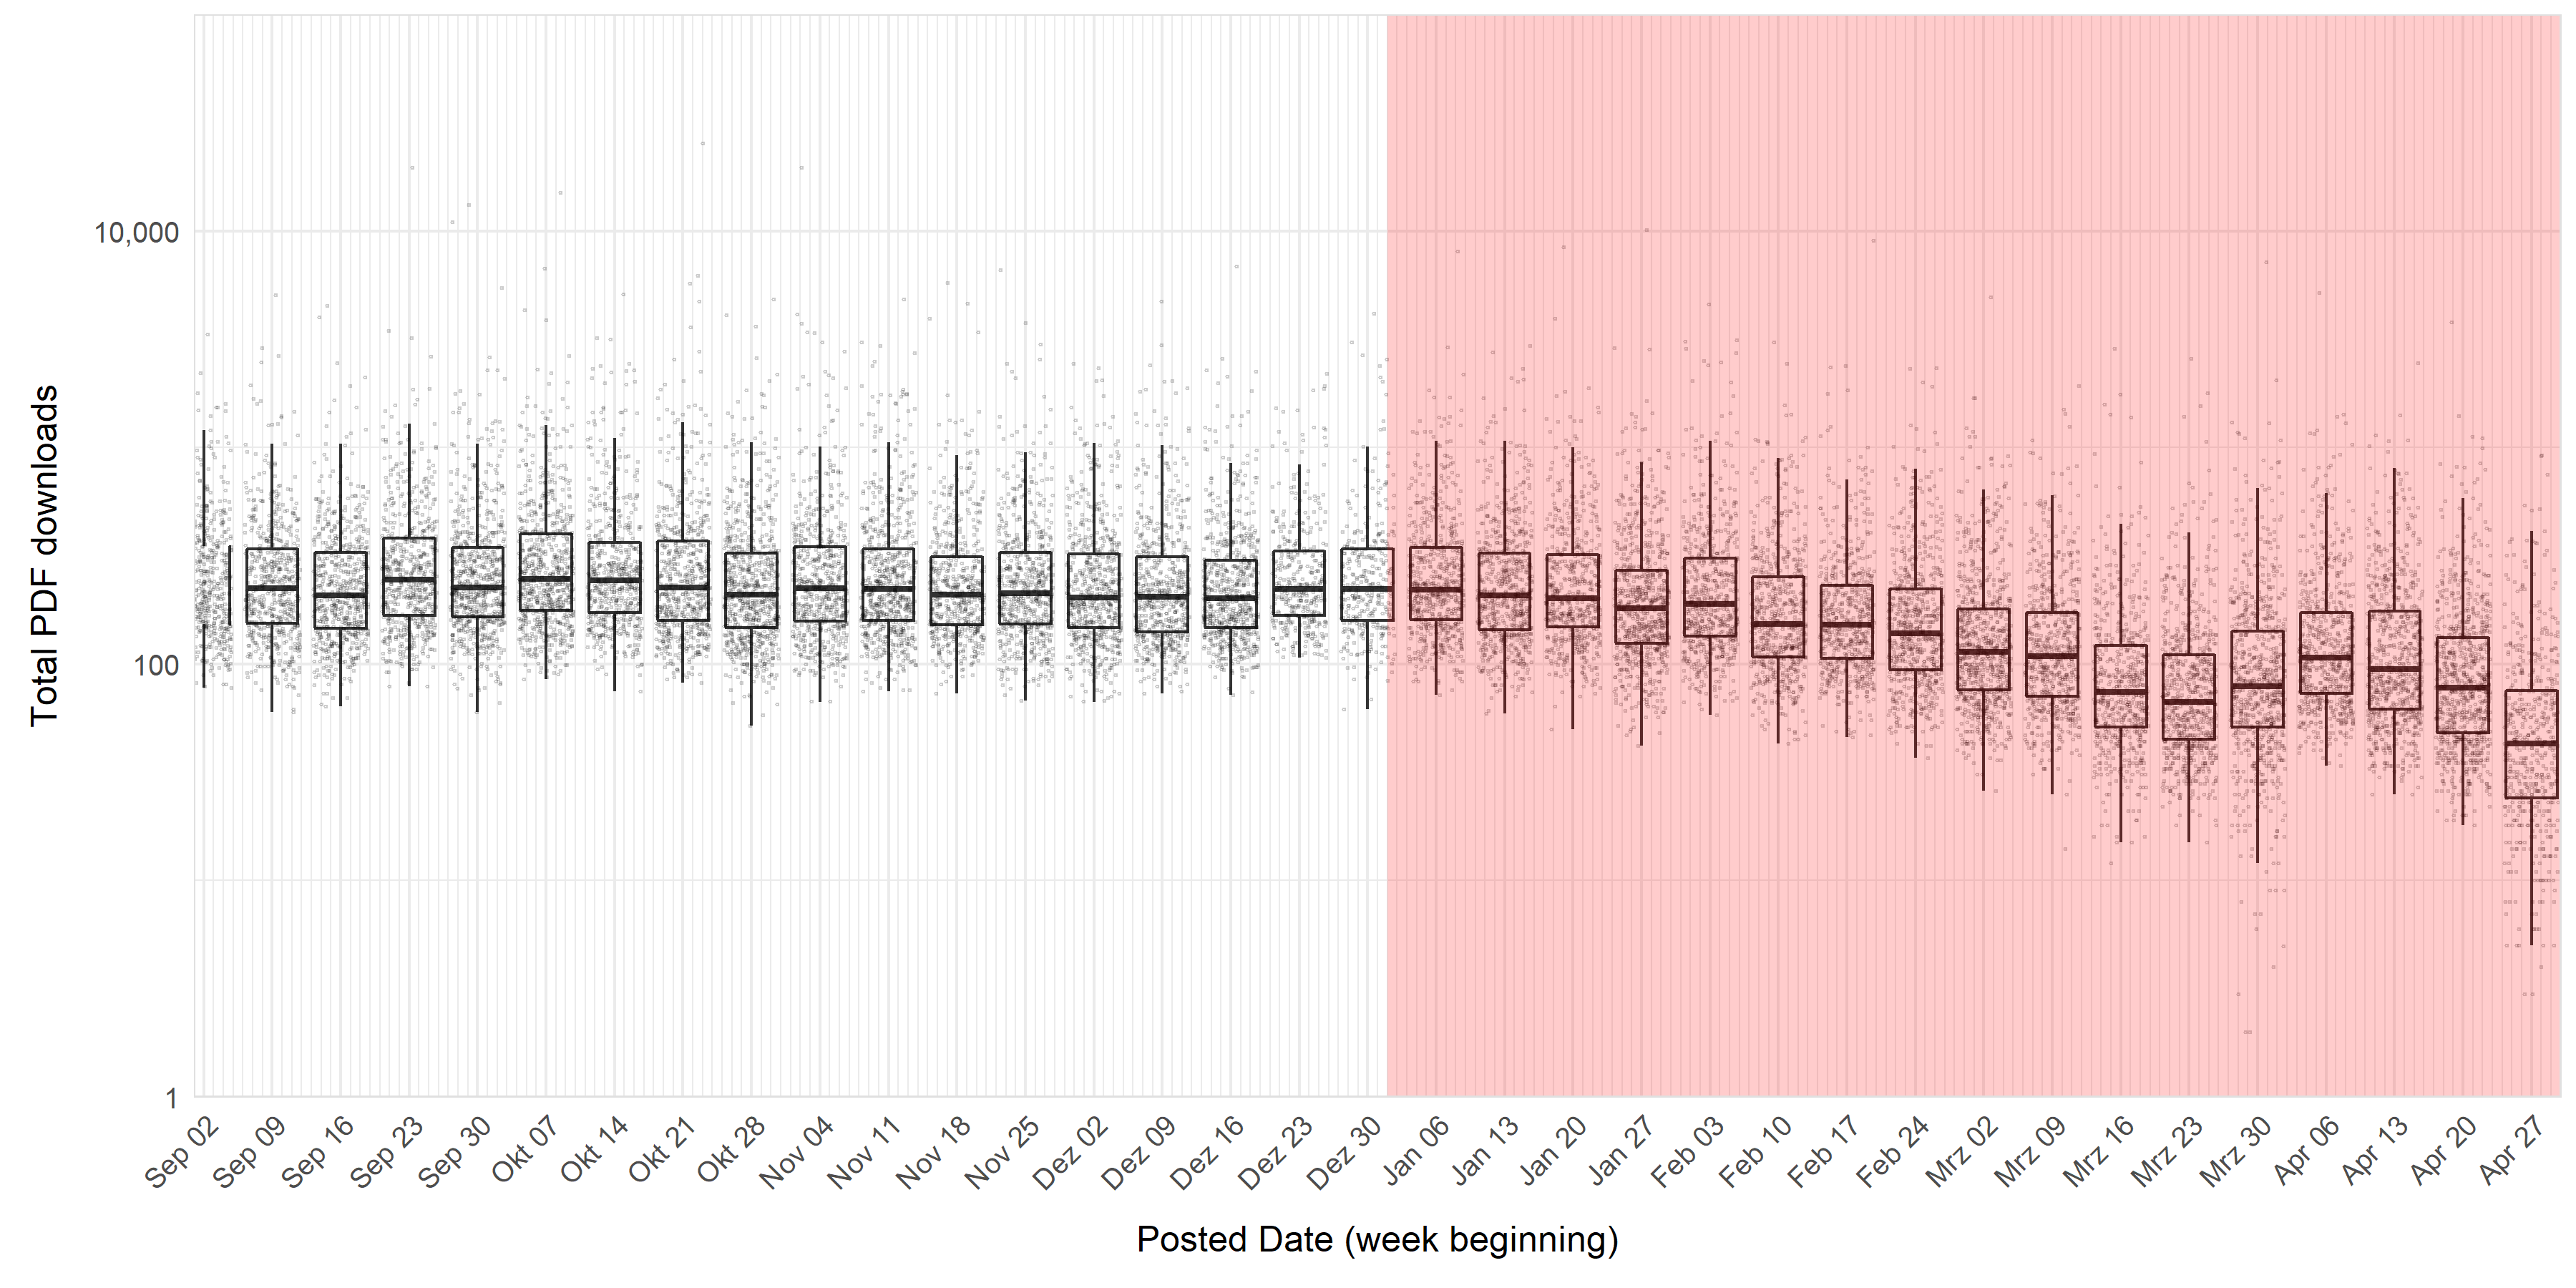 Total PDF downloads
10,000
100
1
Sep 02
Sep 09
Sep 16
Sep 23
Sep 30
Okt 07
Okt 14
Okt 21
Okt 28
Nov 04
Nov 11
Nov 18
Nov 25
Dez 02
Dez 09
Dez 16
Dez 23
Dez 30
Jan 06
Jan 13
Jan 20
Jan 27
Feb 03
Feb 10
Feb 17
Feb 24
Mrz 02
Mrz 09
Mrz 16
Mrz 23
Mrz 30
Apr 06
Apr 13
Apr 20
Apr 27
Posted Date (week beginning)